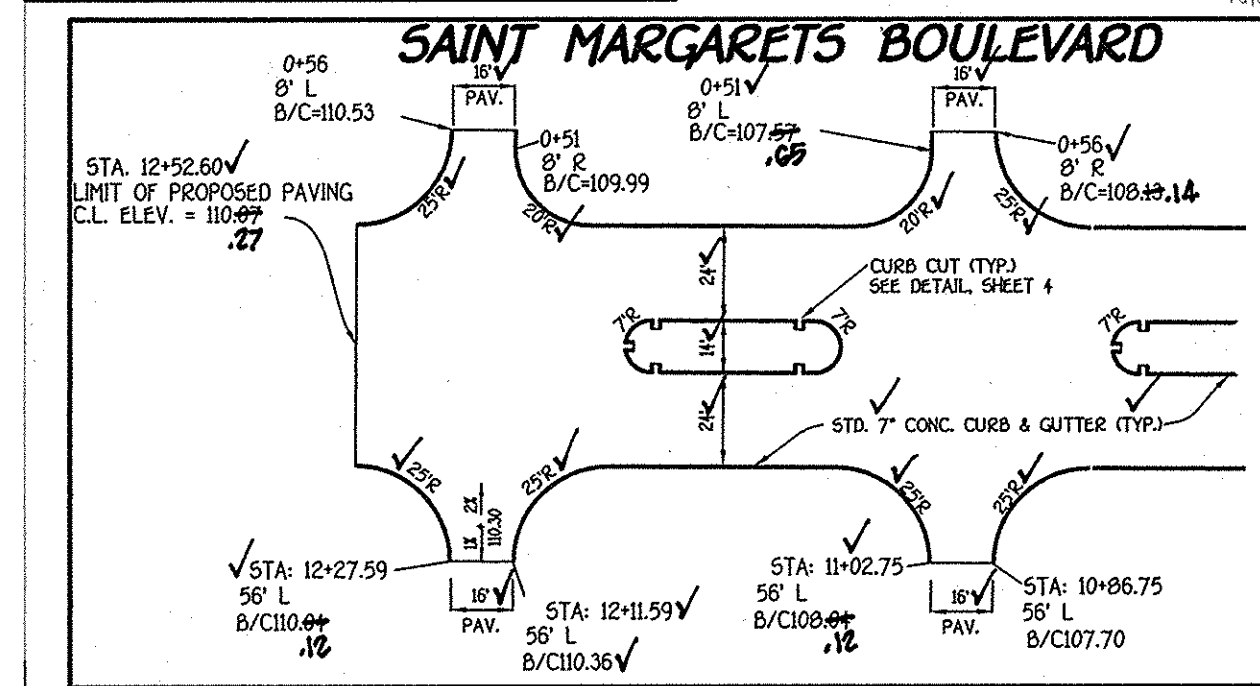 SAINT MARGARETS BOULEVARD
0+56
8' L
B/C=110.53
16'✓
PAV.
0+51✓
8' L
B/C=107.57
.65
16'✓
PAV.
STA. 12+52.60✓
LIMIT OF PROPOSED PAVING
C.L. ELEV. = 110.07
.27
0+51
8' R
B/C=109.99
0+56✓
8' R
B/C=108.13 .14
25'R✓
20'R✓
20'R✓
25'R✓
24'✓
CURB CUT (TYP.)
SEE DETAIL, SHEET 4
7'R
7'R
7'R
14'✓
24'✓
STD. 7" CONC. CURB & GUTTER (TYP.)
25'R✓
25'R✓
25'R✓
25'R✓
1% 2%
110.30
✓STA: 12+27.59
56' L
B/C110.04
.12
16'✓
PAV.
STA: 12+11.59✓
56' L
B/C110.36✓
STA: 11+02.75
56' L
B/C108.04
.12
16'✓
PAV.
STA: 10+86.75
56' L
B/C107.70